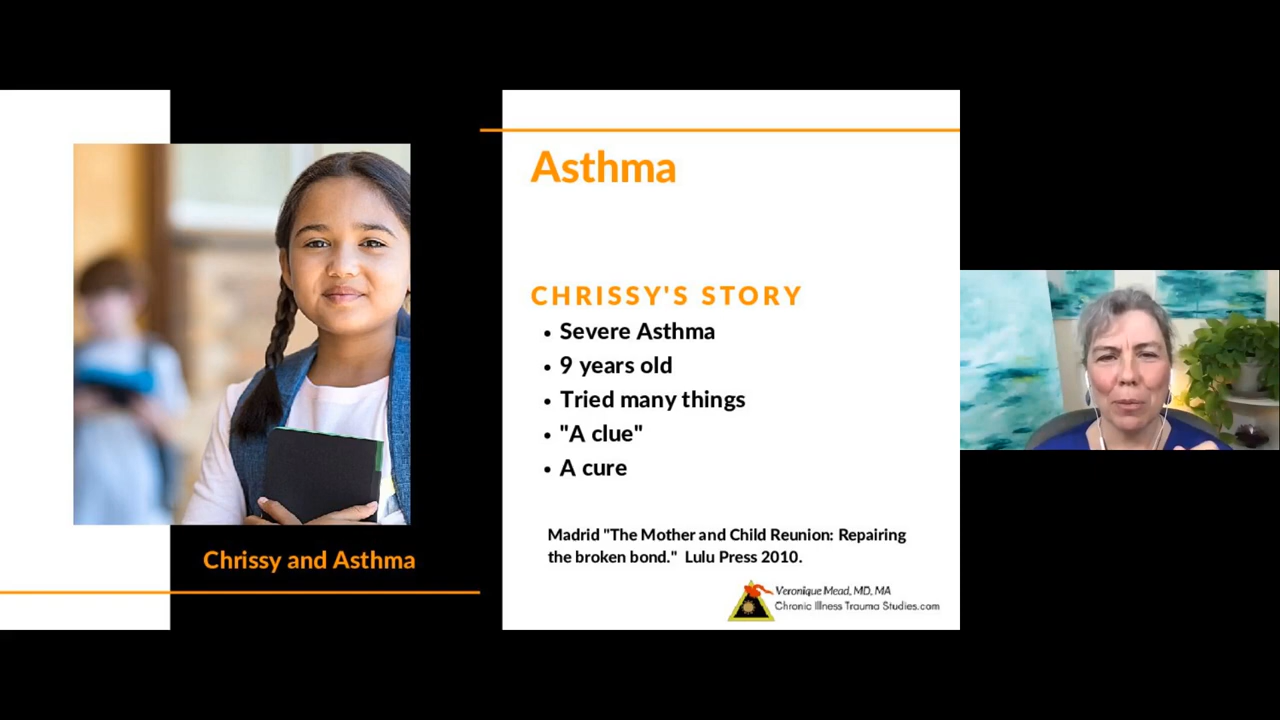 Asthma
CHRISSY'S STORY
• Severe Asthma
• 9 years old
• Tried many things
• "A clue"
• A cure
Madrid "The Mother and Child Reunion: Repairing
the broken bond." Lulu Press 2010.
Chrissy and Asthma
Veronique Mead, MD, MA
Chronic Illness Trauma Studies.com